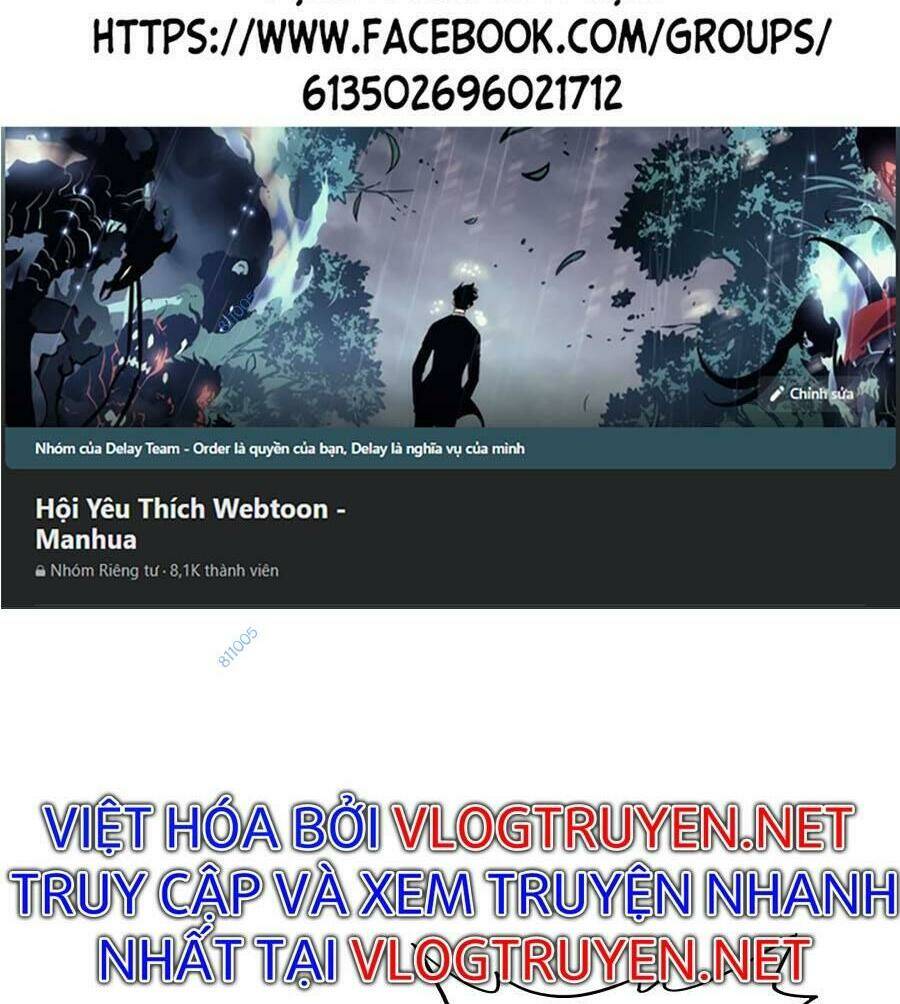 HTTPS://WWW.FACEBOOK.COM/GROUPS/
613502696021712
811005
Chỉnh sửa
Nhóm của Delay Team - Order là quyền của bạn, Delay là nghĩa vụ của mình
Hội Yêu Thích Webtoon -
Manhua
Nhóm Riêng tư · 8,1K thành viên
811005
VIỆT HÓA BỞI VLOGTRUYEN.NET
TRUY CẬP VÀ XEM TRUYỆN NHANH
NHẤT TẠI VLOGTRUYEN.NET